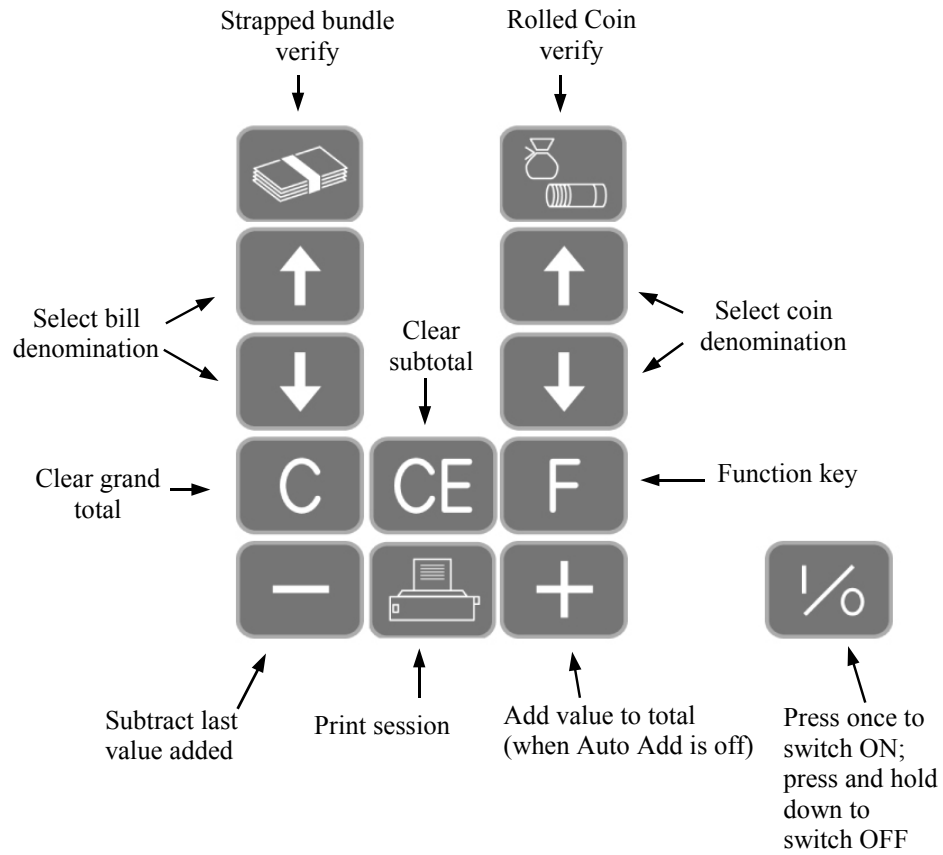 Strapped bundle
verify
Rolled Coin
verify
Select bill
denomination
Clear
subtotal
Select coin
denomination
Clear grand
total
C
CE
F
Function key
I/O
Subtract last
value added
Print session
Add value to total
(when Auto Add is off)
Press once to
switch ON;
press and hold
down to
switch OFF